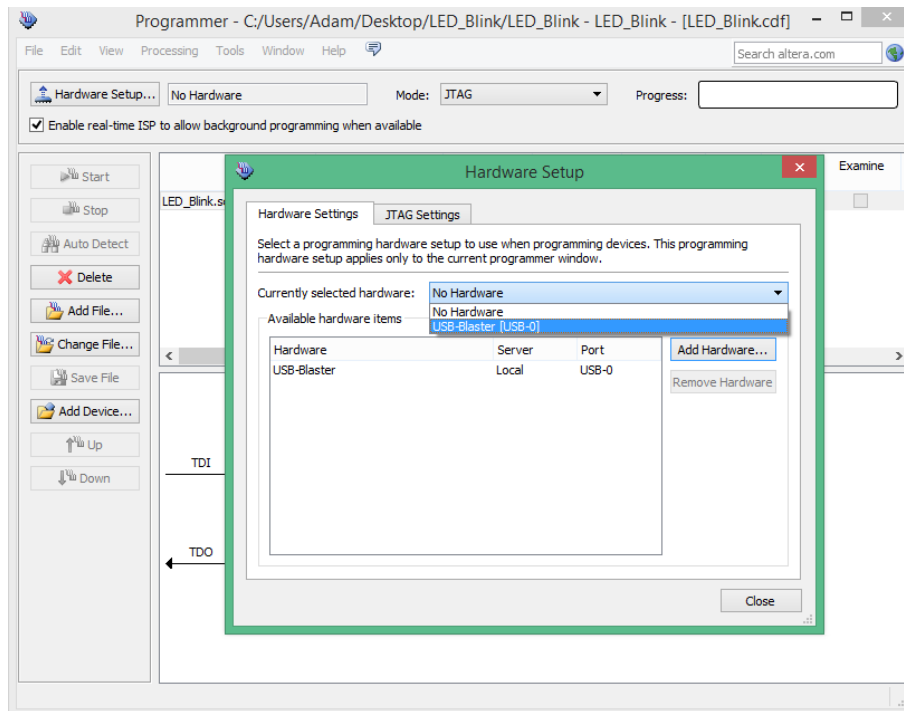 Programmer - C:/Users/Adam/Desktop/LED_Blink/LED_Blink - LED_Blink - [LED_Blink.cdf]
File Edit View Processing Tools Window Help
Search altera.com
Hardware Setup... No Hardware Mode: JTAG Progress:
Enable real-time ISP to allow background programming when available
Start
Stop
Auto Detect
Delete
Add File...
Change File...
Save File
Add Device...
Up
Down
Examine
LED_Blink.s
TDI
TDO
Hardware Setup
Hardware Settings JTAG Settings
Select a programming hardware setup to use when programming devices. This programming
hardware setup applies only to the current programmer window.
Currently selected hardware: No Hardware
No Hardware
USB-Blaster [USB-0]
Available hardware items
Hardware Server Port
USB-Blaster Local USB-0
Add Hardware...
Remove Hardware
Close